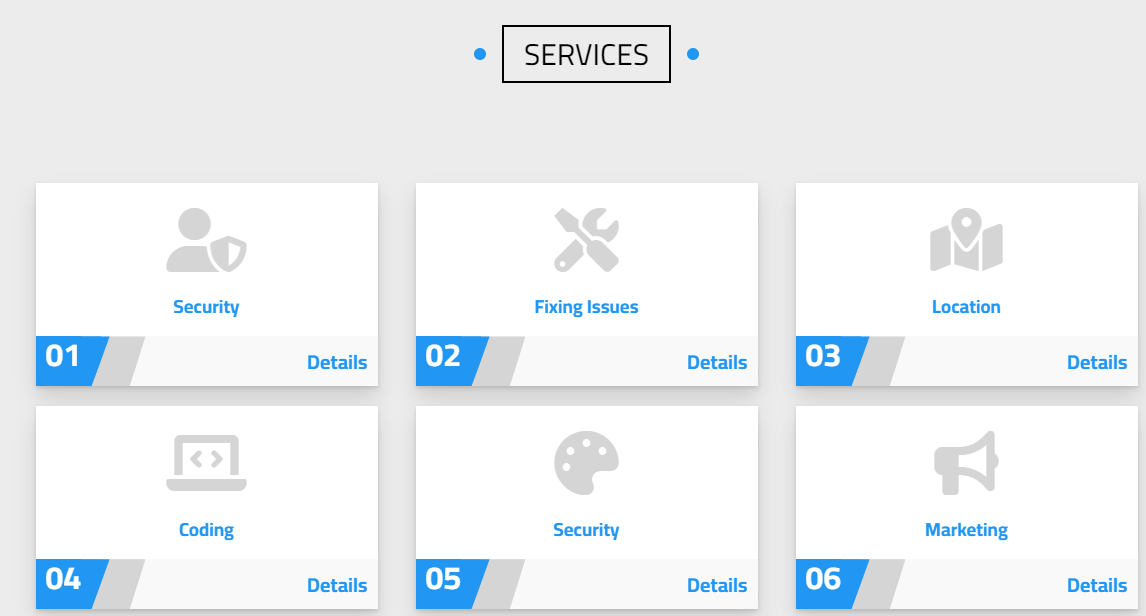 SERVICES
Security
01
Details
Fixing Issues
02
Details
Location
03
Details
Coding
04
Details
Security
05
Details
Marketing
06
Details